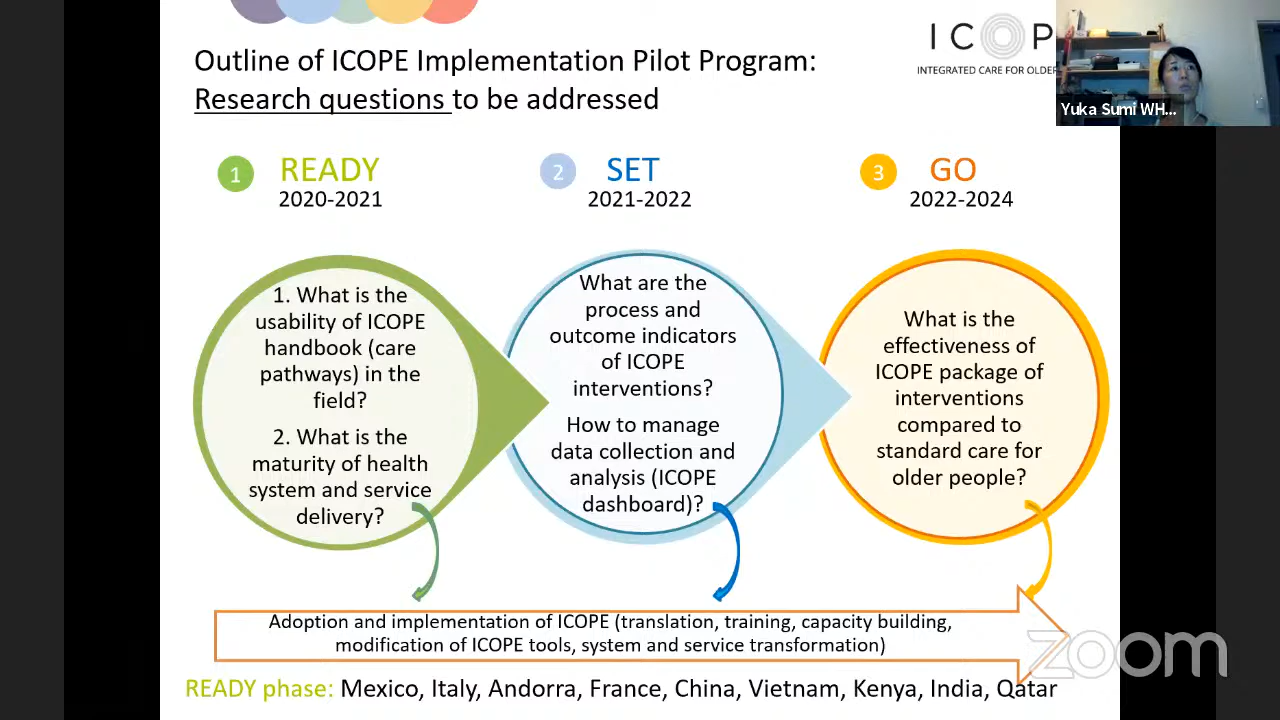 Outline of ICOPE Implementation Pilot Program:
Research questions to be addressed
ICOP
INTEGRATED CARE FOR OLDER
Yuka Sumi WH...
1
READY
2020-2021
2
SET
2021-2022
3
GO
2022-2024
1. What is the
usability of ICOPE
handbook (care
pathways) in the
field?
2. What is the
maturity of health
system and service
delivery?
What are the
process and
outcome indicators
of ICOPE
interventions?
How to manage
data collection and
analysis (ICOPE
dashboard)?
What is the
effectiveness of
ICOPE package of
interventions
compared to
standard care for
older people?
Adoption and implementation of ICOPE (translation, training, capacity building,
modification of ICOPE tools, system and service transformation)
zoom
READY phase: Mexico, Italy, Andorra, France, China, Vietnam, Kenya, India, Qatar